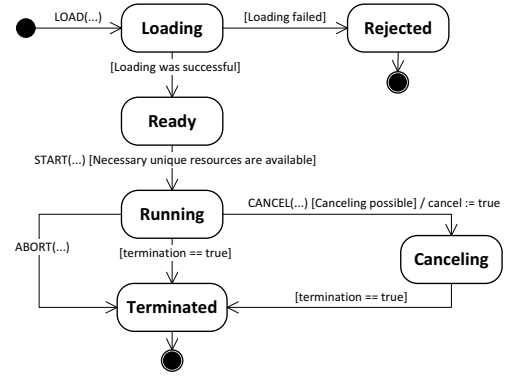 LOAD(...)
Loading
[Loading failed]
Rejected
[Loading was successful]
Ready
START(...) [Necessary unique resources are available]
Running
CANCEL(...) [Canceling possible] / cancel := true
ABORT(...)
[termination == true]
Canceling
Terminated
[termination == true]